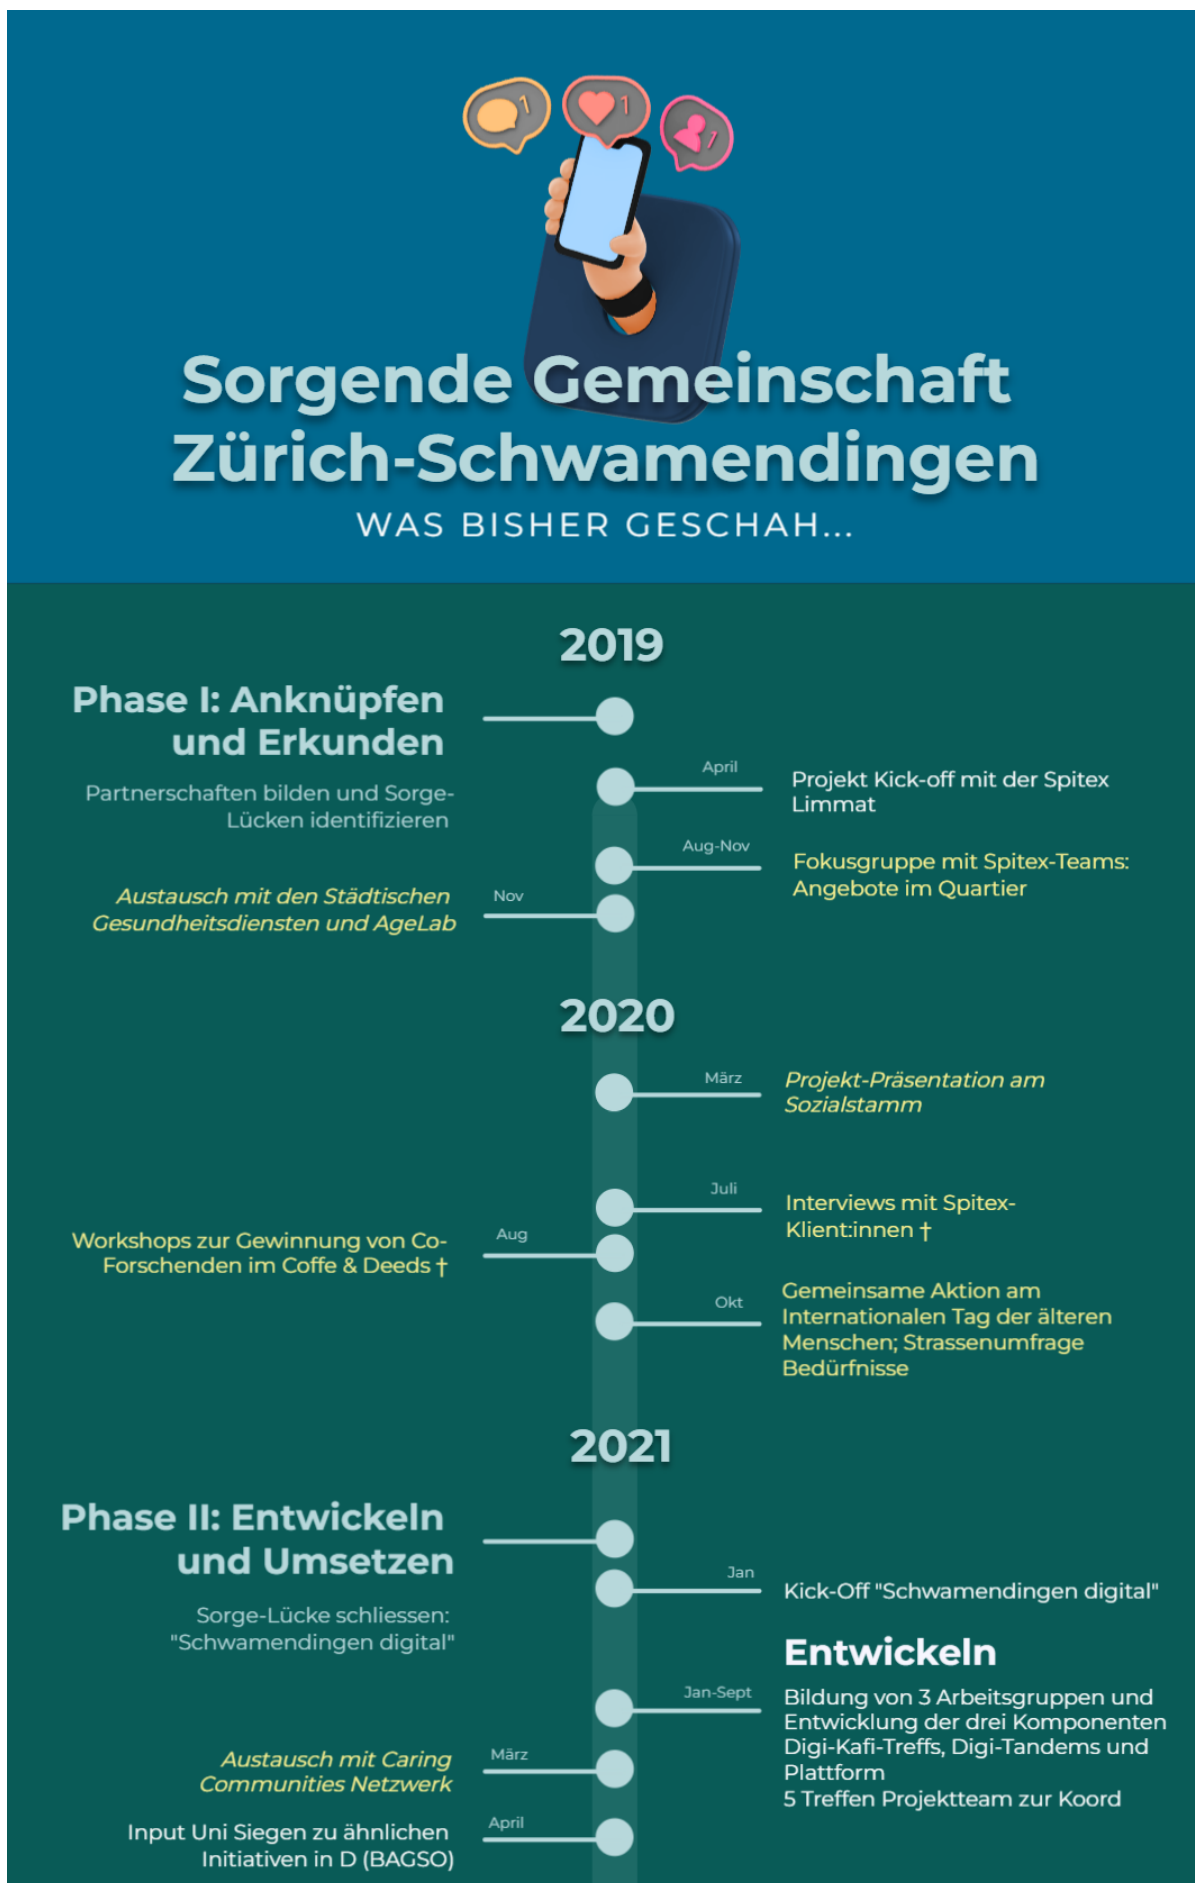 1
1
1
Sorgende Gemeinschaft
Zürich-Schwamendingen
WAS BISHER GESCHAH...
2019
Phase I: Anknüpfen
und Erkunden
Partnerschaften bilden und Sorge-
Lücken identifizieren
April
Projekt Kick-off mit der Spitex
Limmat
Aug-Nov
Fokusgruppe mit Spitex-Teams:
Angebote im Quartier
Nov
Austausch mit den Städtischen
Gesundheitsdiensten und AgeLab
2020
März
Projekt-Präsentation am
Sozialstamm
Juli
Interviews mit Spitex-
Klient:innen †
Aug
Workshops zur Gewinnung von Co-
Forschenden im Coffe & Deeds †
Okt
Gemeinsame Aktion am
Internationalen Tag der älteren
Menschen; Strassenumfrage
Bedürfnisse
2021
Phase II: Entwickeln
und Umsetzen
Sorge-Lücke schliessen:
"Schwamendingen digital"
Jan
Kick-Off "Schwamendingen digital"
Entwickeln
Jan-Sept
Bildung von 3 Arbeitsgruppen und
Entwicklung der drei Komponenten
Digi-Kafi-Treffs, Digi-Tandems und
Plattform
5 Treffen Projektteam zur Koord
März
Austausch mit Caring
Communities Netzwerk
April
Input Uni Siegen zu ähnlichen
Initiativen in D (BAGSO)